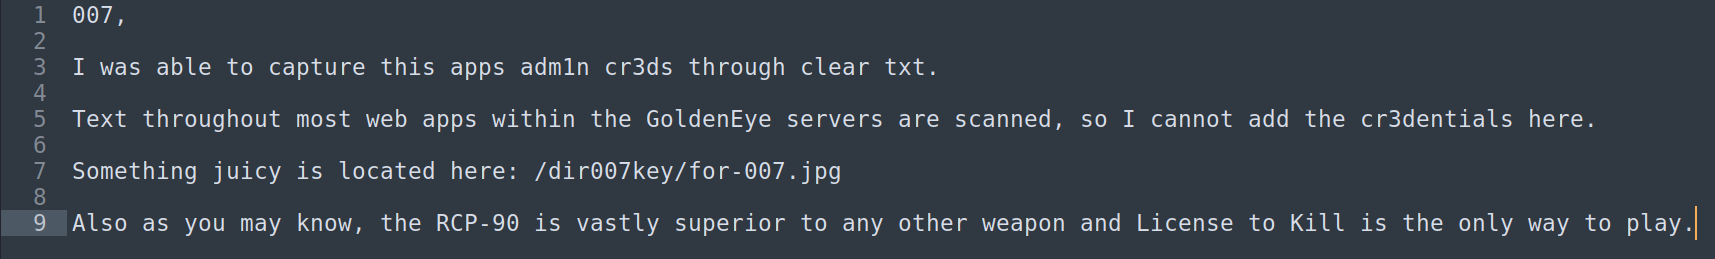 1 007,
2
3 I was able to capture this apps adm1n cr3ds through clear txt.
4
5 Text throughout most web apps within the GoldenEye servers are scanned, so I cannot add the cr3dentials here.
6
7 Something juicy is located here: /dir007key/for-007.jpg
8
9 Also as you may know, the RCP-90 is vastly superior to any other weapon and License to Kill is the only way to play.